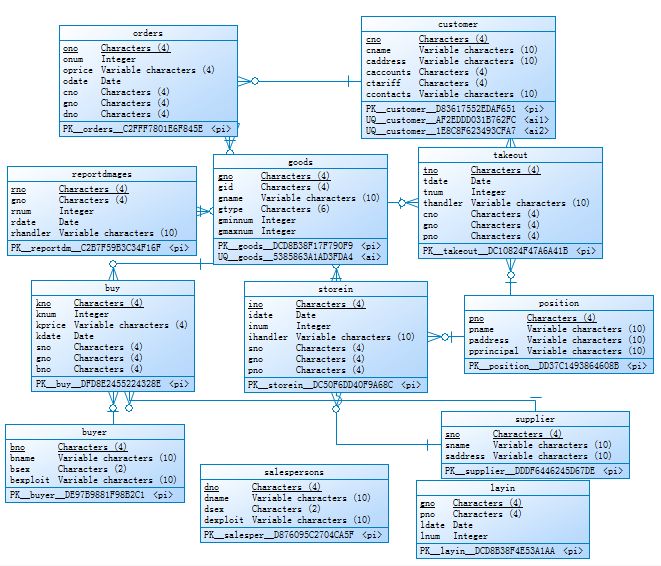 orders
ono Characters (4)
onum Integer
oprice Variable characters (4)
odate Date
cno Characters (4)
gno Characters (4)
dno Characters (4)
PK__orders__C2FFF7801E6F845E <pi>
customer
cno Characters (4)
cname Variable characters (10)
caddress Variable characters (10)
caccounts Characters (4)
ctariff Characters (4)
ccontacts Variable characters (10)
PK__customer__D83617552EDAF651 <pi>
UQ__customer__AF2EDDD031B762FC <ai1>
UQ__customer__1E8C8F623493CFA7 <ai2>
reportdmages
rno Characters (4)
gno Characters (4)
rnum Integer
rdate Date
rhandler Variable characters (10)
PK__reportdm__C2B7F59B3C34F16F <pi>
goods
gno Characters (4)
gid Characters (4)
gname Variable characters (10)
gtype Characters (6)
gminnum Integer
gmaxnum Integer
PK__goods__DCD8B38F17F790F9 <pi>
UQ__goods__5385863A1AD3FDA4 <ai>
takeout
tno Characters (4)
tdate Date
tnum Integer
thandler Variable characters (10)
cno Characters (4)
gno Characters (4)
pno Characters (4)
PK__takeout__DC10824F47A6A41B <pi>
buy
kno Characters (4)
knum Integer
kprice Variable characters (4)
kdate Date
sno Characters (4)
gno Characters (4)
bno Characters (4)
PK__buy__DFD8E2455224328E <pi>
storein
ino Characters (4)
idate Date
inum Integer
ihandler Variable characters (10)
sno Characters (4)
gno Characters (4)
pno Characters (4)
PK__storein__DC50F6DD40F9A68C <pi>
position
pno Characters (4)
pname Variable characters (10)
paddress Variable characters (10)
pprincipal Variable characters (10)
PK__position__DD37C1493864608B <pi>
buyer
bno Characters (4)
bname Variable characters (10)
bsex Characters (2)
bexploit Variable characters (10)
PK__buyer__DE97B9881F98B2C1 <pi>
supplier
sno Characters (4)
sname Variable characters (10)
saddress Variable characters (10)
PK__supplier__DDDF6446245D67DE <pi>
salespersons
dno Characters (4)
dname Variable characters (10)
dsex Characters (2)
dexploit Variable characters (10)
PK__salesper__D876095C2704CA5F <pi>
layin
gno Characters (4)
pno Characters (4)
ldate Date
lnum Integer
PK__layin__DCD8B38F4E53A1AA <pi>